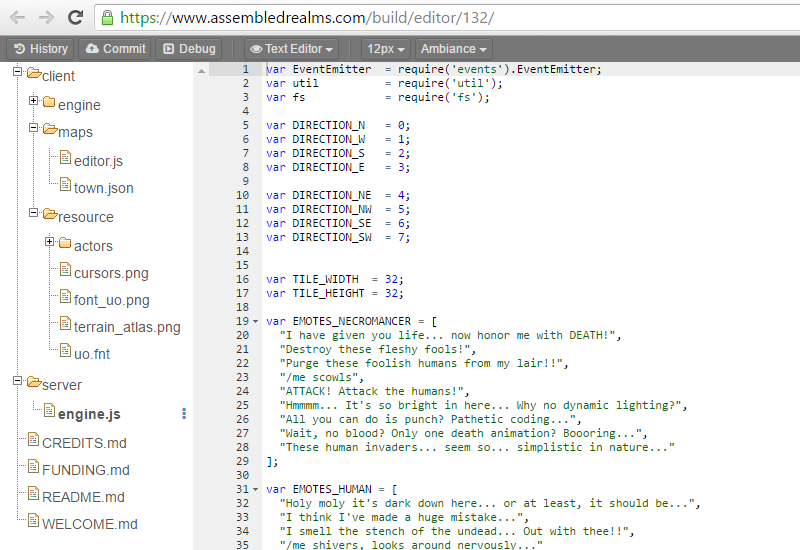 https://www.assembledrealms.com/build/editor/132/
History Commit Debug Text Editor 12px Ambiance
client
engine
maps
editor.js
town.json
resource
actors
cursors.png
font_uo.png
terrain_atlas.png
uo.fnt
server
engine.js
CREDITS.md
FUNDING.md
README.md
WELCOME.md
1 var EventEmitter  = require('events').EventEmitter;
2 var util          = require('util');
3 var fs            = require('fs');
4
5 var DIRECTION_N   = 0;
6 var DIRECTION_W   = 1;
7 var DIRECTION_S   = 2;
8 var DIRECTION_E   = 3;
9
10 var DIRECTION_NE  = 4;
11 var DIRECTION_NW  = 5;
12 var DIRECTION_SE  = 6;
13 var DIRECTION_SW  = 7;
14
15
16 var TILE_WIDTH  = 32;
17 var TILE_HEIGHT = 32;
18
19 var EMOTES_NECROMANCER = [
20   "I have given you life... now honor me with DEATH!",
21   "Destroy these fleshy fools!",
22   "Purge these foolish humans from my lair!!",
23   "/me scowls",
24   "ATTACK! Attack the humans!",
25   "Hmmmm... It's so bright in here... Why no dynamic lighting?",
26   "All you can do is punch? Pathetic coding...",
27   "Wait, no blood? Only one death animation? Boooring...",
28   "These human invaders... seem so... simplistic in nature..."
29 ];
30
31 var EMOTES_HUMAN = [
32   "Holy moly it's dark down here... or at least, it should be...",
33   "I think I've made a huge mistake...",
34   "I smell the stench of the undead... Out with thee!!",
35   "/me shivers, looks around nervously..."